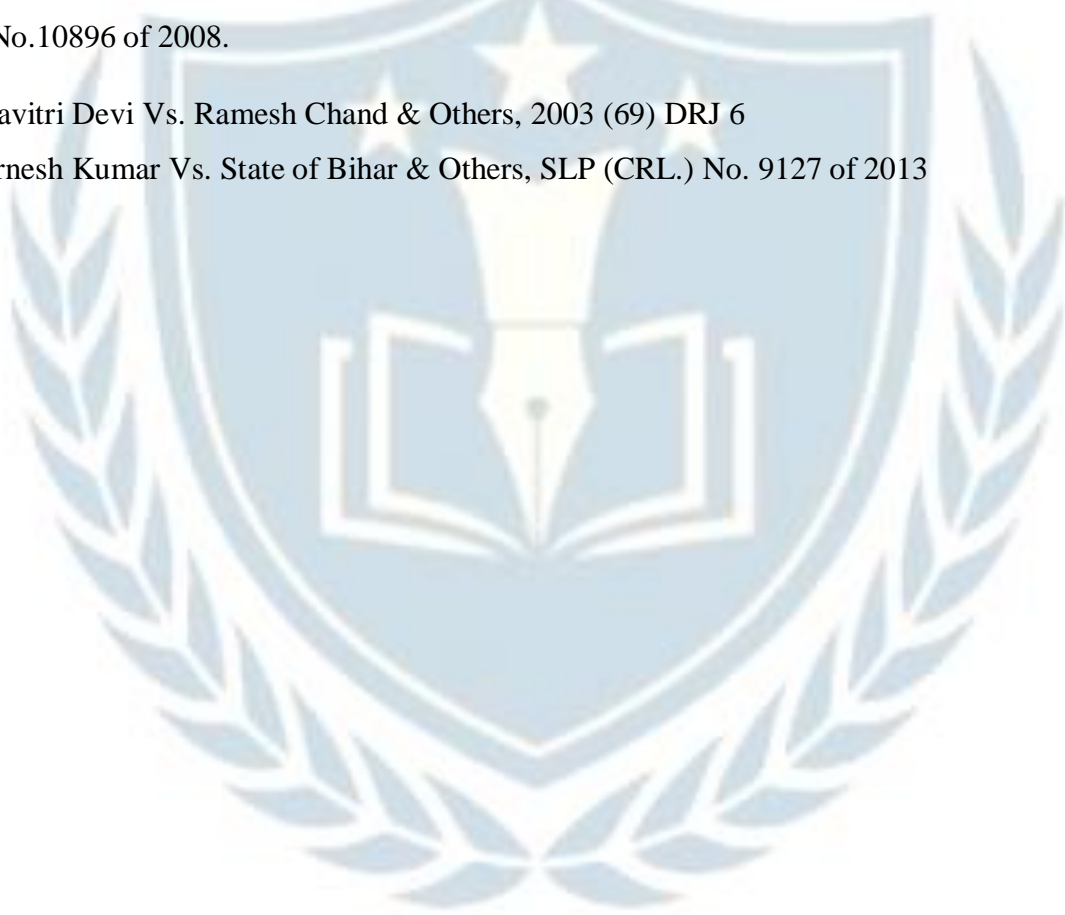 No.10896 of 2008.
avitri Devi Vs. Ramesh Chand & Others, 2003 (69) DRJ 6
rnesh Kumar Vs. State of Bihar & Others, SLP (CRL.) No. 9127 of 2013